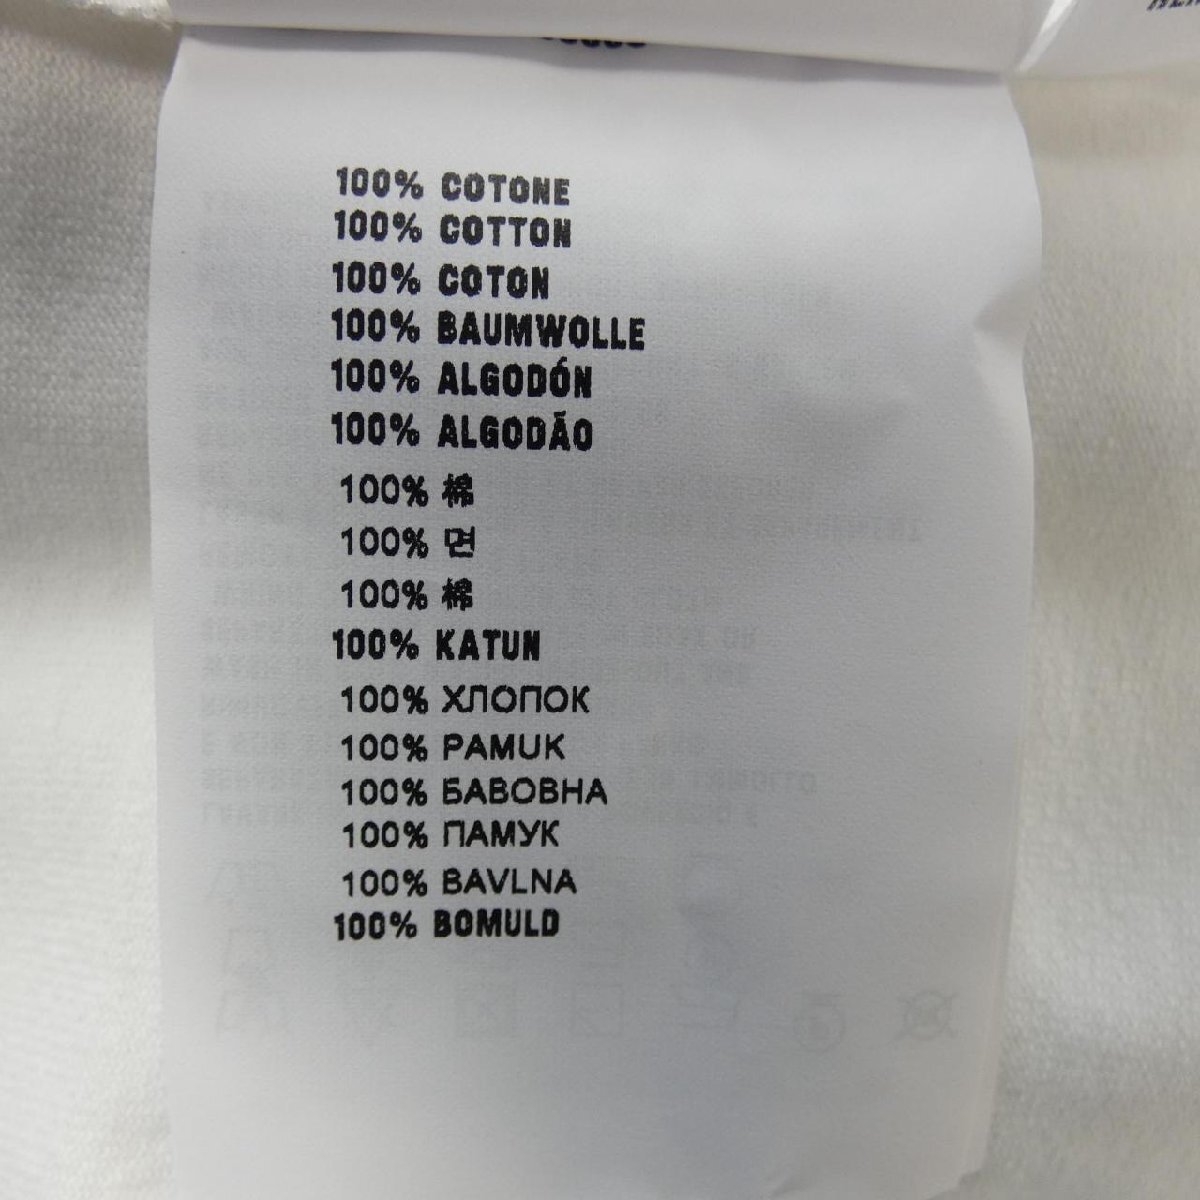 100% COTONE
100% COTTON
100% COTON
100% BAUMWOLLE
100% ALGODÓN
100% ALGODÃO
100% 棉
100% 면
100% 棉
100% KATUN
100% ХЛОПОК
100% PAMUK
100% БАВОВНА
100% ПАМУК
100% BAVLNA
100% BOMULD